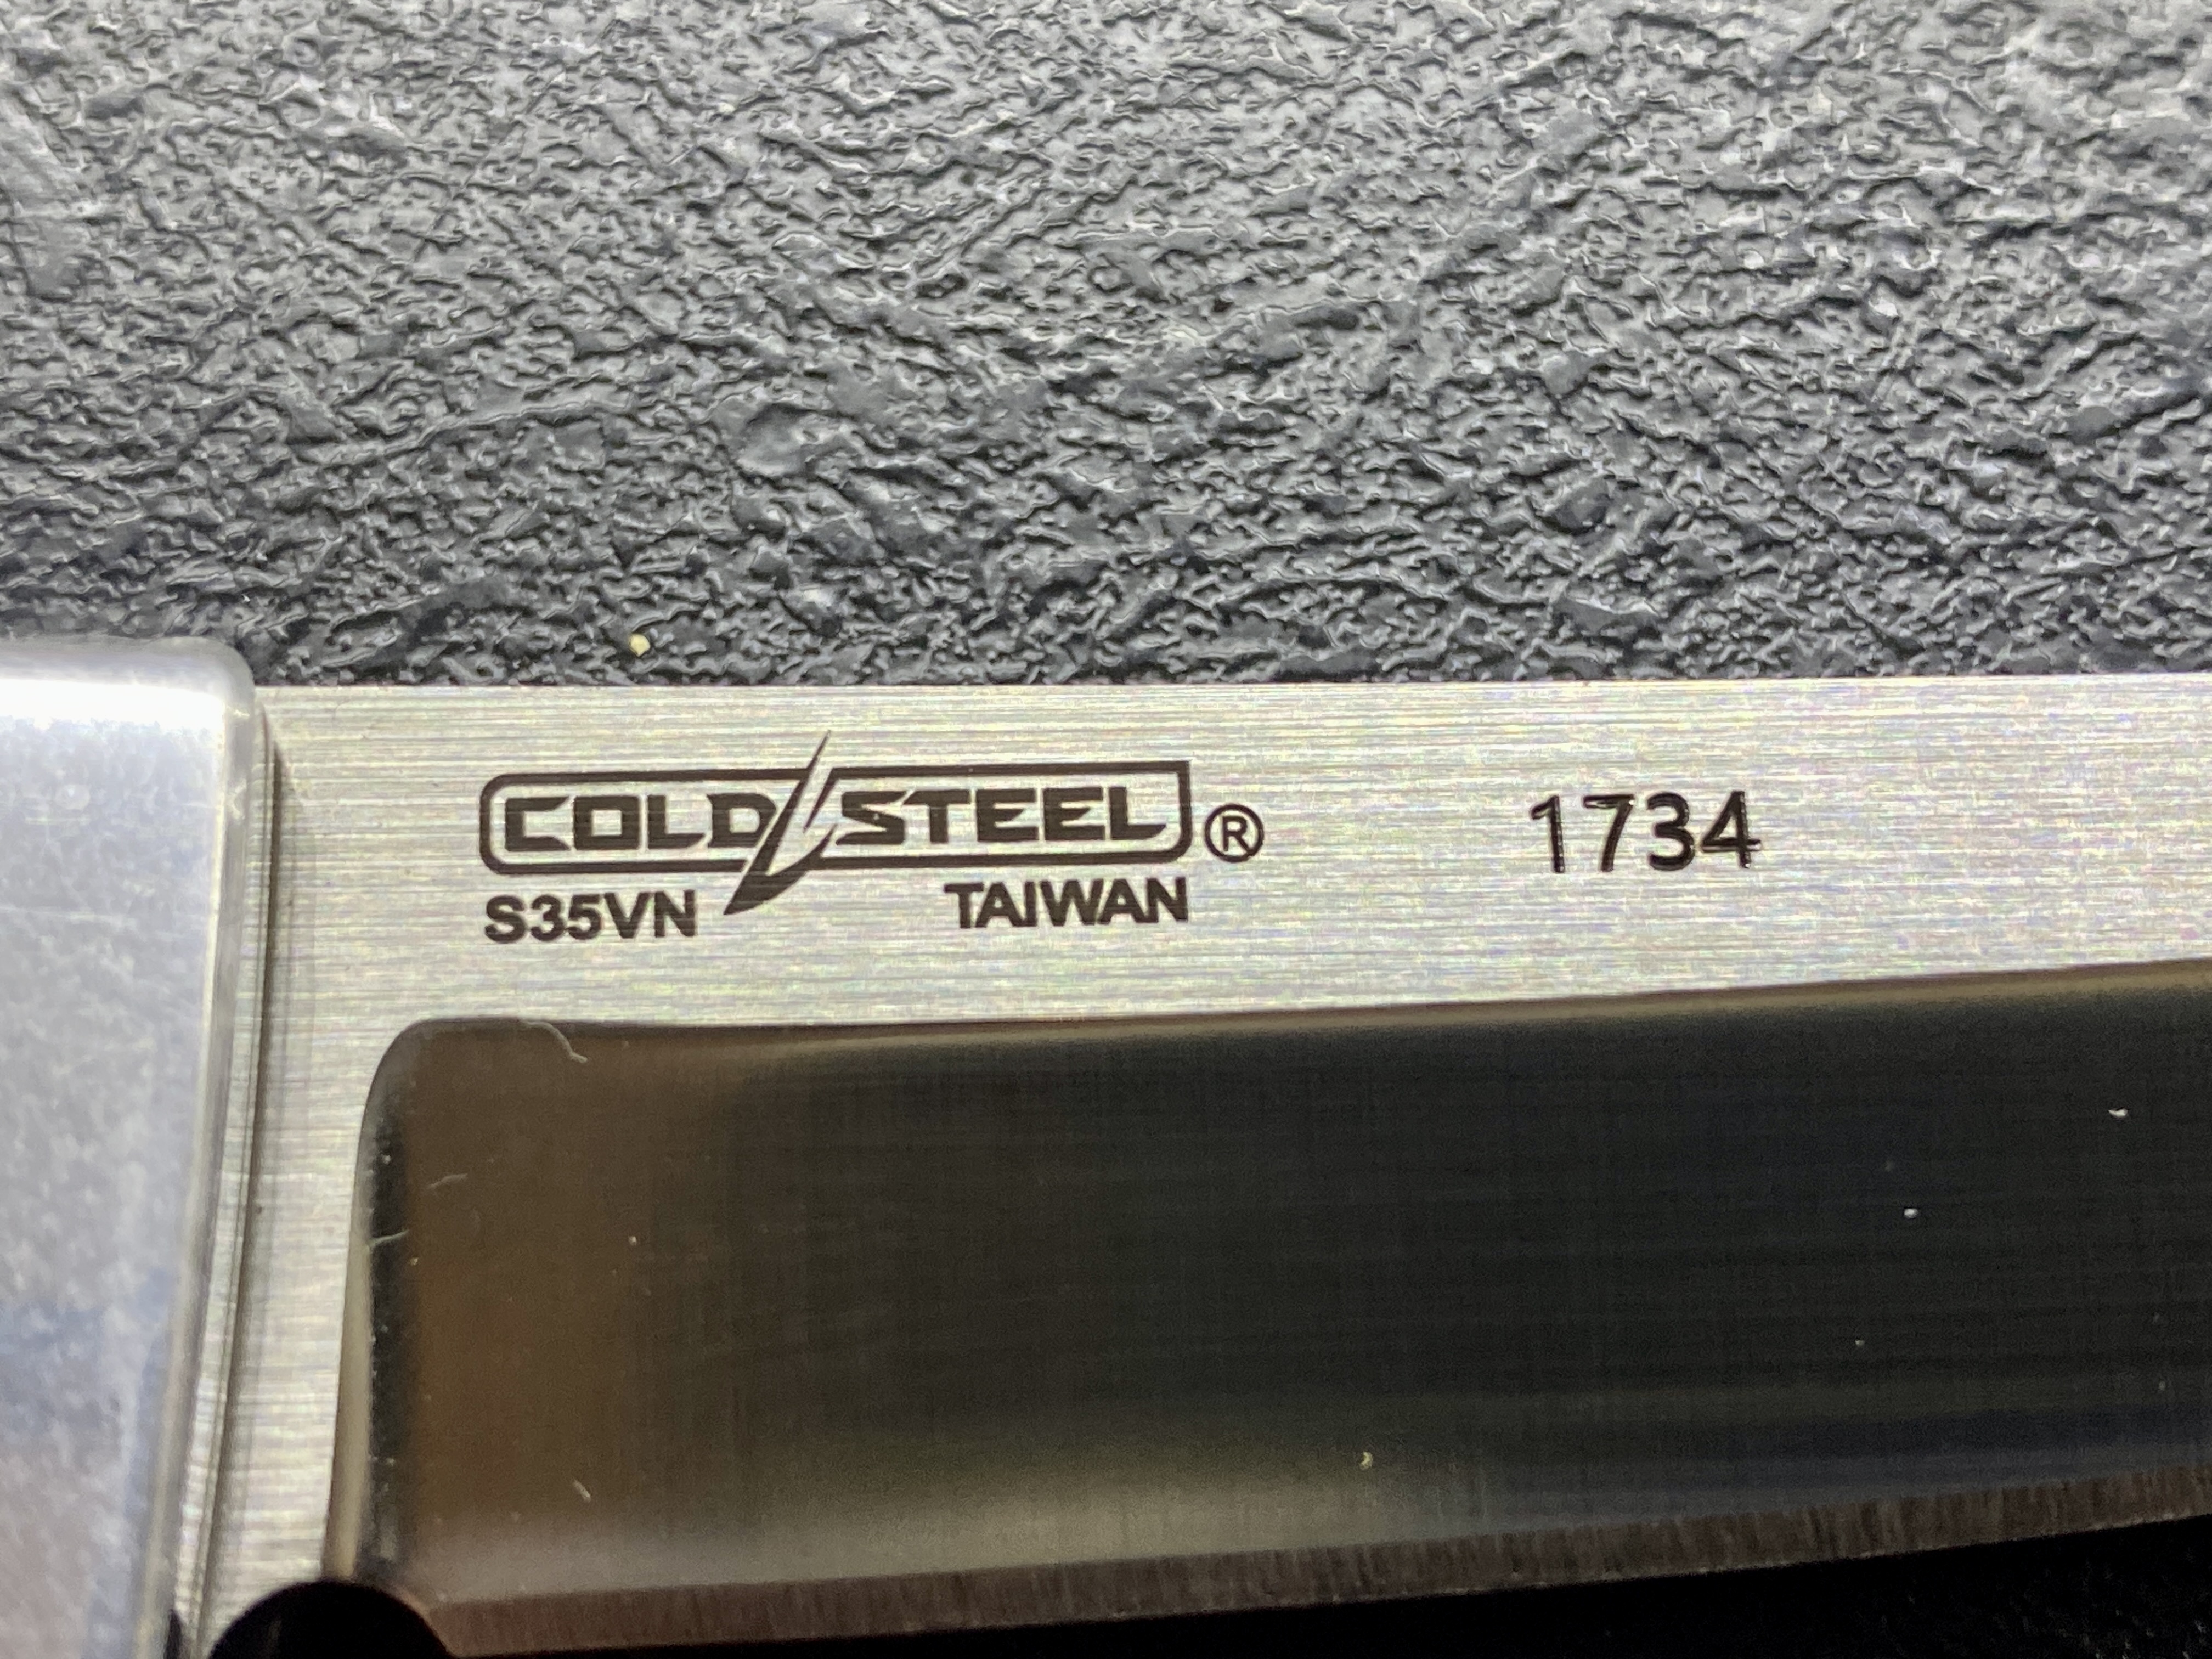 COLD STEEL ® 1734
S35VN TAIWAN